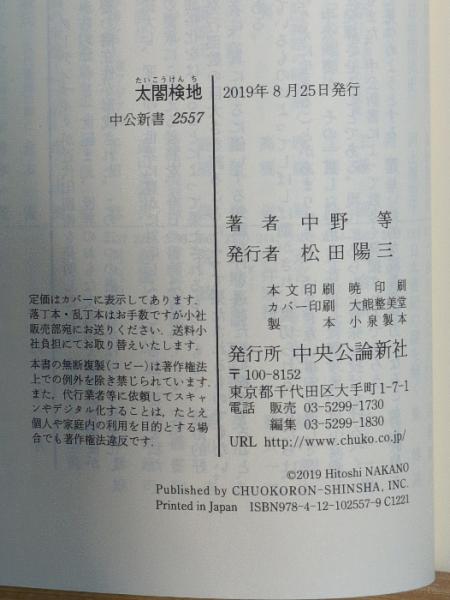 たいこうけんち
太閤検地
中公新書 2557
2019年8月25日発行
著者 中野 等
発行者 松田陽三
本文印刷 暁印刷
カバー印刷 大熊整美堂
製本 小泉製本
発行所 中央公論新社
〒100-8152
東京都千代田区大手町1-7-1
電話 販売 03-5299-1730
編集 03-5299-1830
URL http://www.chuko.co.jp/
定価はカバーに表示してあります.
落丁本・乱丁本はお手数ですが小社
販売部宛にお送りください. 送料小
社負担にてお取り替えいたします.
本書の無断複製(コピー)は著作権法
上での例外を除き禁じられています.
また, 代行業者等に依頼してスキャ
ンやデジタル化することは, たとえ
個人や家庭内の利用を目的とする場
合でも著作権法違反です.
©2019 Hitoshi NAKANO
Published by CHUOKORON-SHINSHA, INC.
Printed in Japan ISBN978-4-12-102557-9 C1221